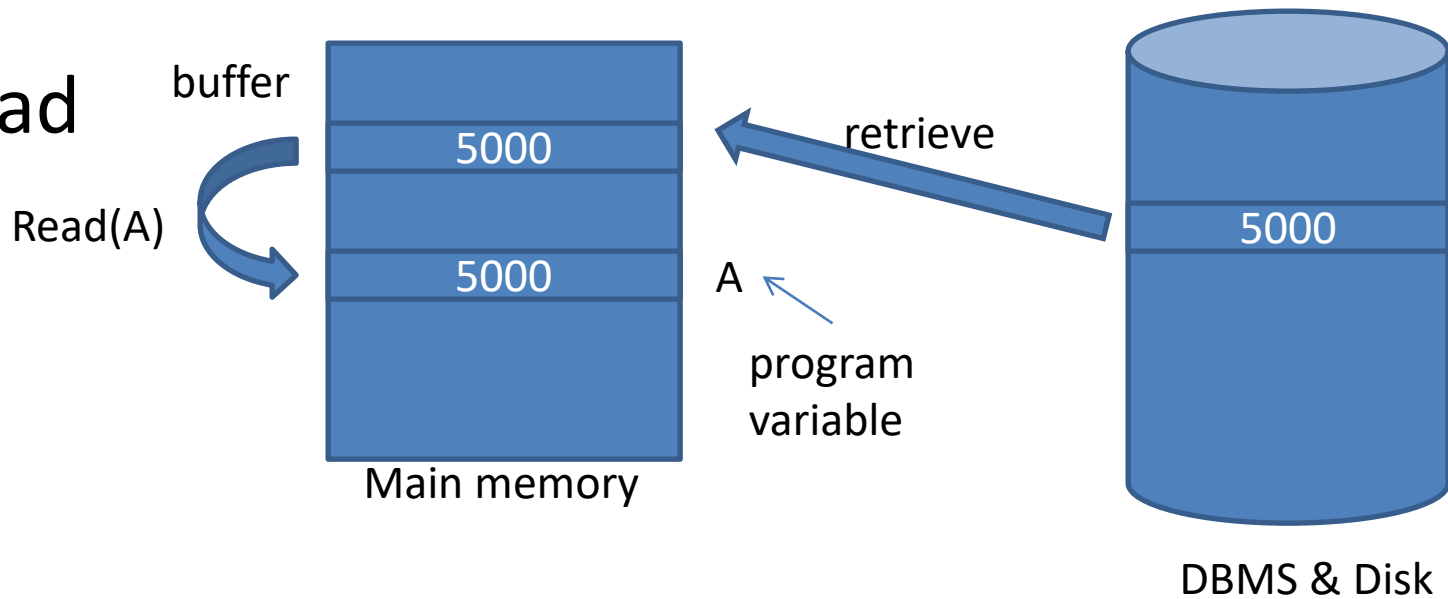 ad
buffer
5000
retrieve
Read(A)
5000
5000
A
program
variable
Main memory
DBMS & Disk